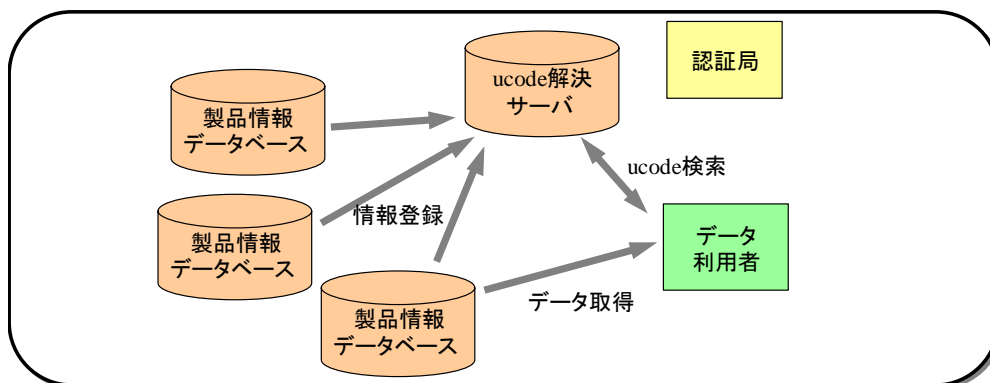 認証局
ucode解決
サーバ
製品情報
データベース
ucode検索
情報登録
製品情報
データベース
データ
利用者
データ取得
製品情報
データベース